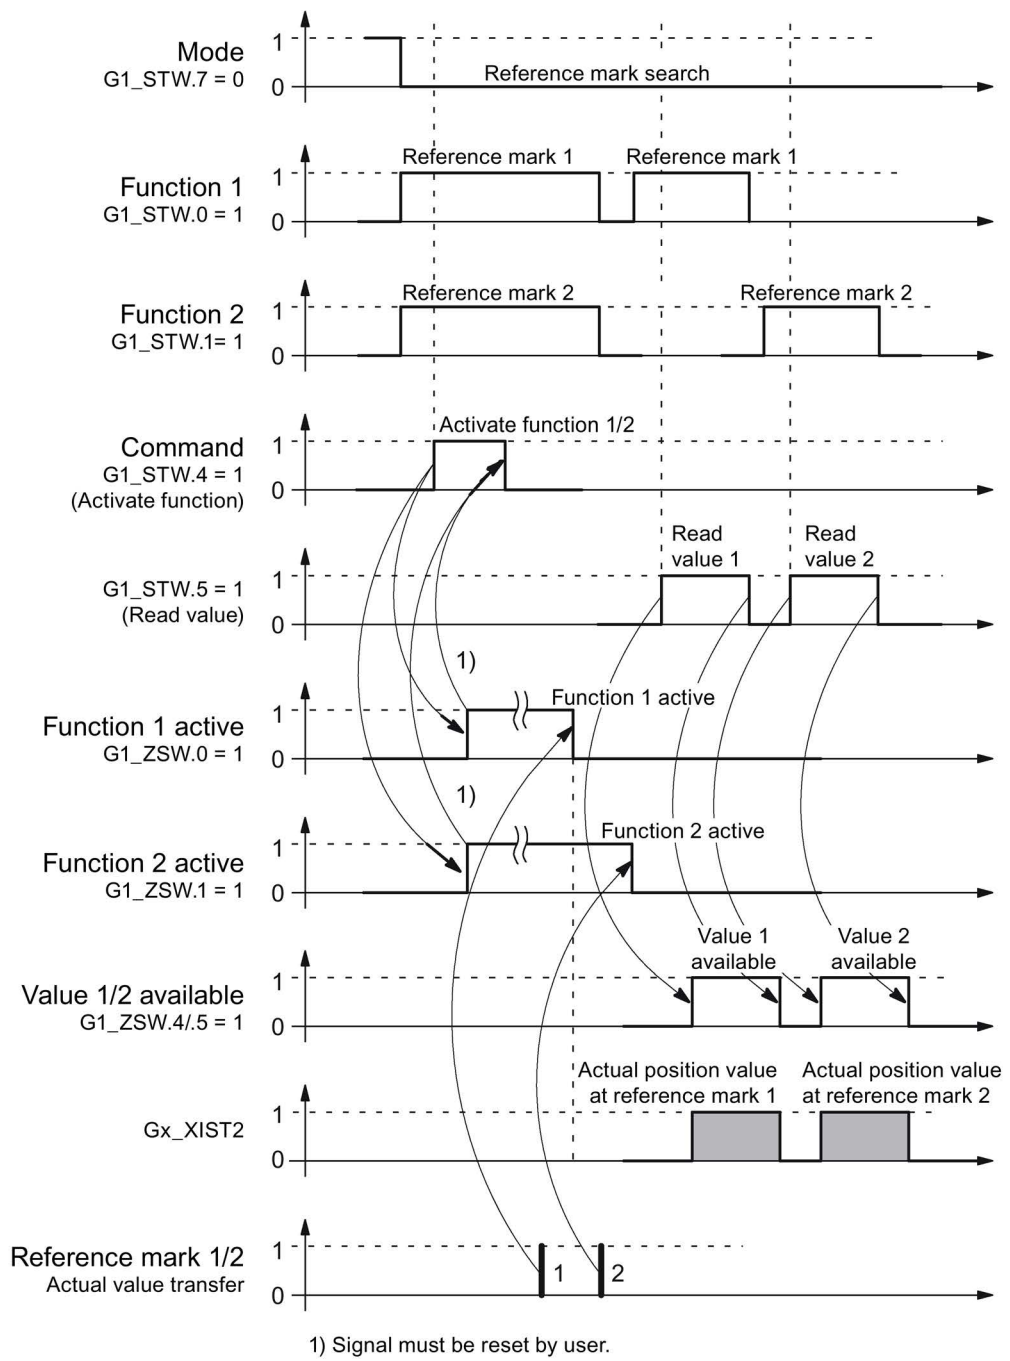 Mode
G1_STW.7 = 0
1
0
Reference mark search
Function 1
G1_STW.0 = 1
1
0
Reference mark 1
Reference mark 1
Function 2
G1_STW.1= 1
1
0
Reference mark 2
Reference mark 2
Command
G1_STW.4 = 1
(Activate function)
1
0
Activate function 1/2
G1_STW.5 = 1
(Read value)
1
0
Read
value 1
Read
value 2
1)
Function 1 active
G1_ZSW.0 = 1
1
0
Function 1 active
1)
Function 2 active
G1_ZSW.1 = 1
1
0
Function 2 active
Value 1/2 available
G1_ZSW.4/.5 = 1
1
0
Value 1
available
Value 2
available
Gx_XIST2
1
0
Actual position value
at reference mark 1
Actual position value
at reference mark 2
Reference mark 1/2
Actual value transfer
1
0
1
2
1) Signal must be reset by user.